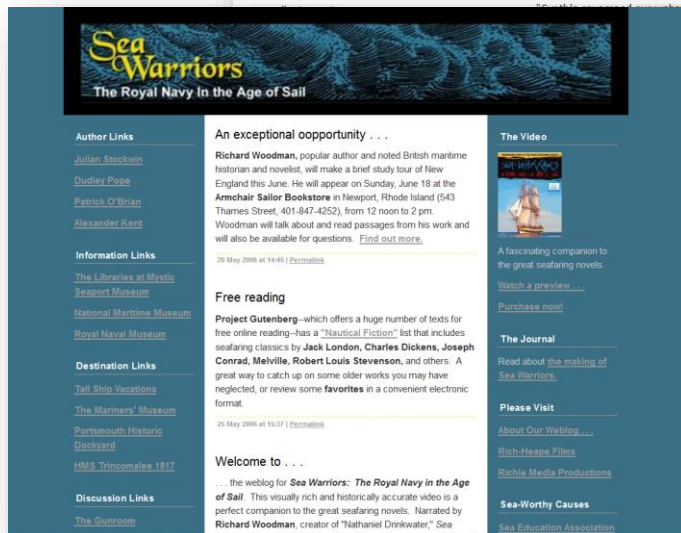 Sea
Warriors
The Royal Navy In the Age of Sail
Author Links
Julian Stockwin
Dudley Pope
Patrick O'Brian
Alexander Kent
Information Links
The Libraries at Mystic
Seaport Museum
National Maritime Museum
Royal Naval Museum
Destination Links
Tall Ship Vacations
The Mariners' Museum
Portsmouth Historic
Dockyard
HMS Trincomalee 1817
Discussion Links
The Gunroom
An exceptional oopportunity . . .
Richard Woodman, popular author and noted British maritime
historian and novelist, will make a brief study tour of New
England this June. He will appear on Sunday, June 18 at the
Armchair Sailor Bookstore in Newport, Rhode Island (543
Thames Street, 401-847-4252), from 12 noon to 2 pm.
Woodman will talk about and read passages from his work and
will also be available for questions. Find out more.
28 May 2006 at 14:45 | Permalink
Free reading
Project Gutenberg--which offers a huge number of texts for
free online reading--has a "Nautical Fiction" list that includes
seafaring classics by Jack London, Charles Dickens, Joseph
Conrad, Melville, Robert Louis Stevenson, and others. A
great way to catch up on some older works you may have
neglected, or review some favorites in a convenient electronic
format.
25 May 2006 at 15:37 | Permalink
Welcome to . . .
. . . the weblog for Sea Warriors: The Royal Navy in the Age
of Sail. This visually rich and historically accurate video is a
perfect companion to the great seafaring novels. Narrated by
Richard Woodman, creator of "Nathaniel Drinkwater," Sea
The Video
A fascinating companion to
the great seafaring novels.
Watch a preview . . .
Purchase now!
The Journal
Read about the making of
Sea Warriors.
Please Visit
About Our Weblog . . .
Rich-Heape Films
Richie Media Productions
Sea-Worthy Causes
Sea Education Association